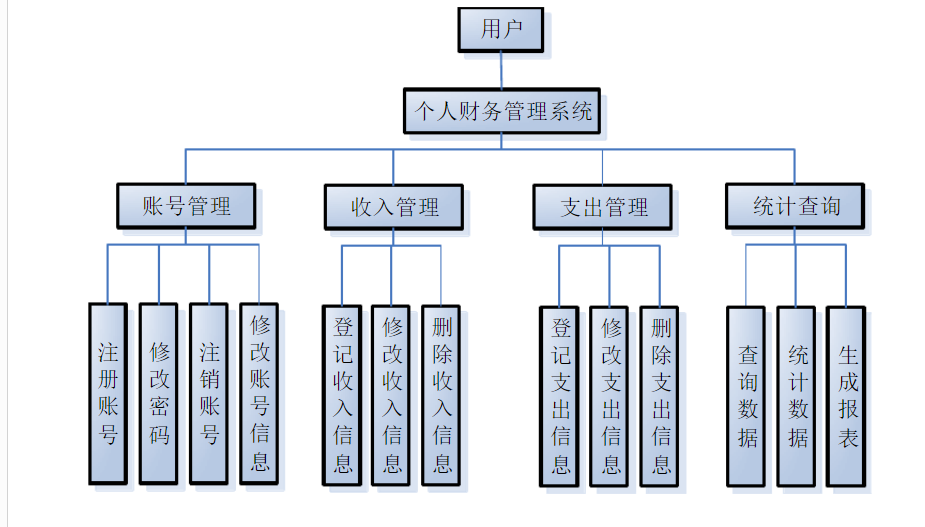 用户
个人财务管理系统
账号管理
收入管理
支出管理
统计查询
注册账号
修改密码
注销账号
修改账号信息
登记收入信息
修改收入信息
删除收入信息
登记支出信息
修改支出信息
删除支出信息
查询数据
统计数据
生成报表